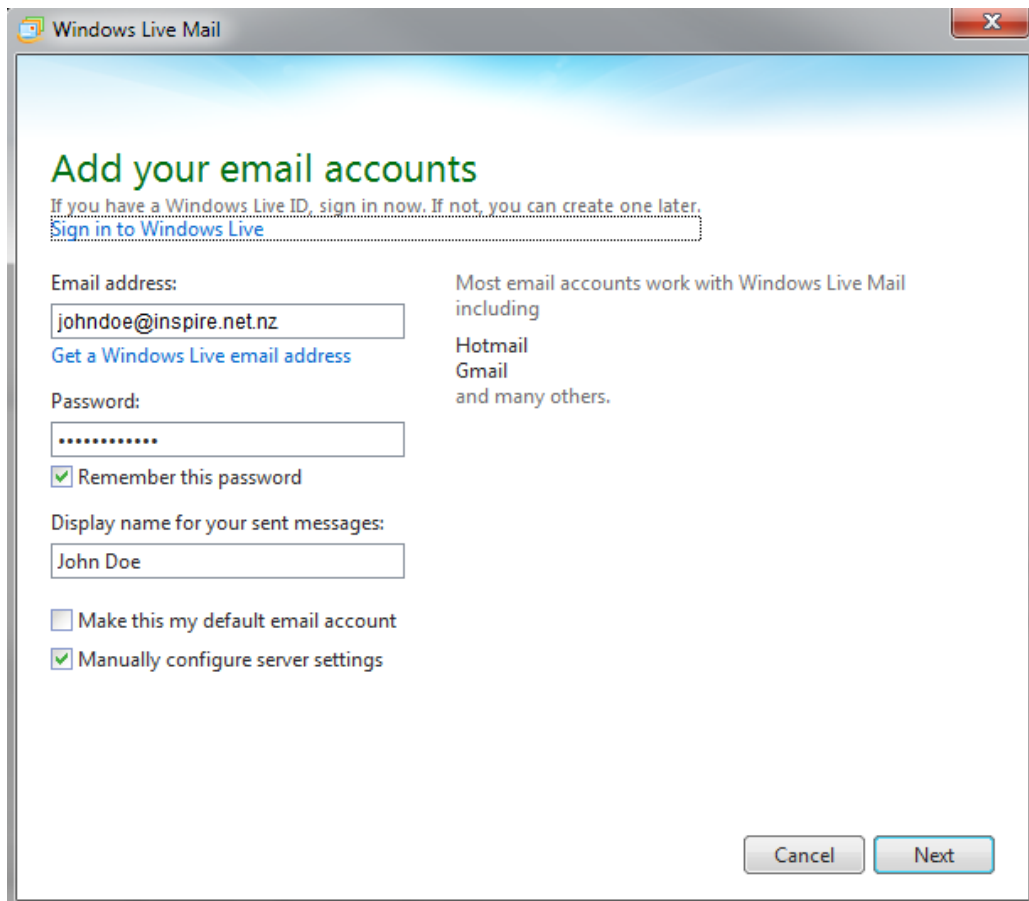 Windows Live Mail
Add your email accounts
If you have a Windows Live ID, sign in now. If not, you can create one later.
Sign in to Windows Live
Email address:
johndoe@inspire.net.nz
Get a Windows Live email address
Password:
••••••••••••
Remember this password
Display name for your sent messages:
John Doe
Make this my default email account
Manually configure server settings
Most email accounts work with Windows Live Mail
including
Hotmail
Gmail
and many others.
Cancel
Next